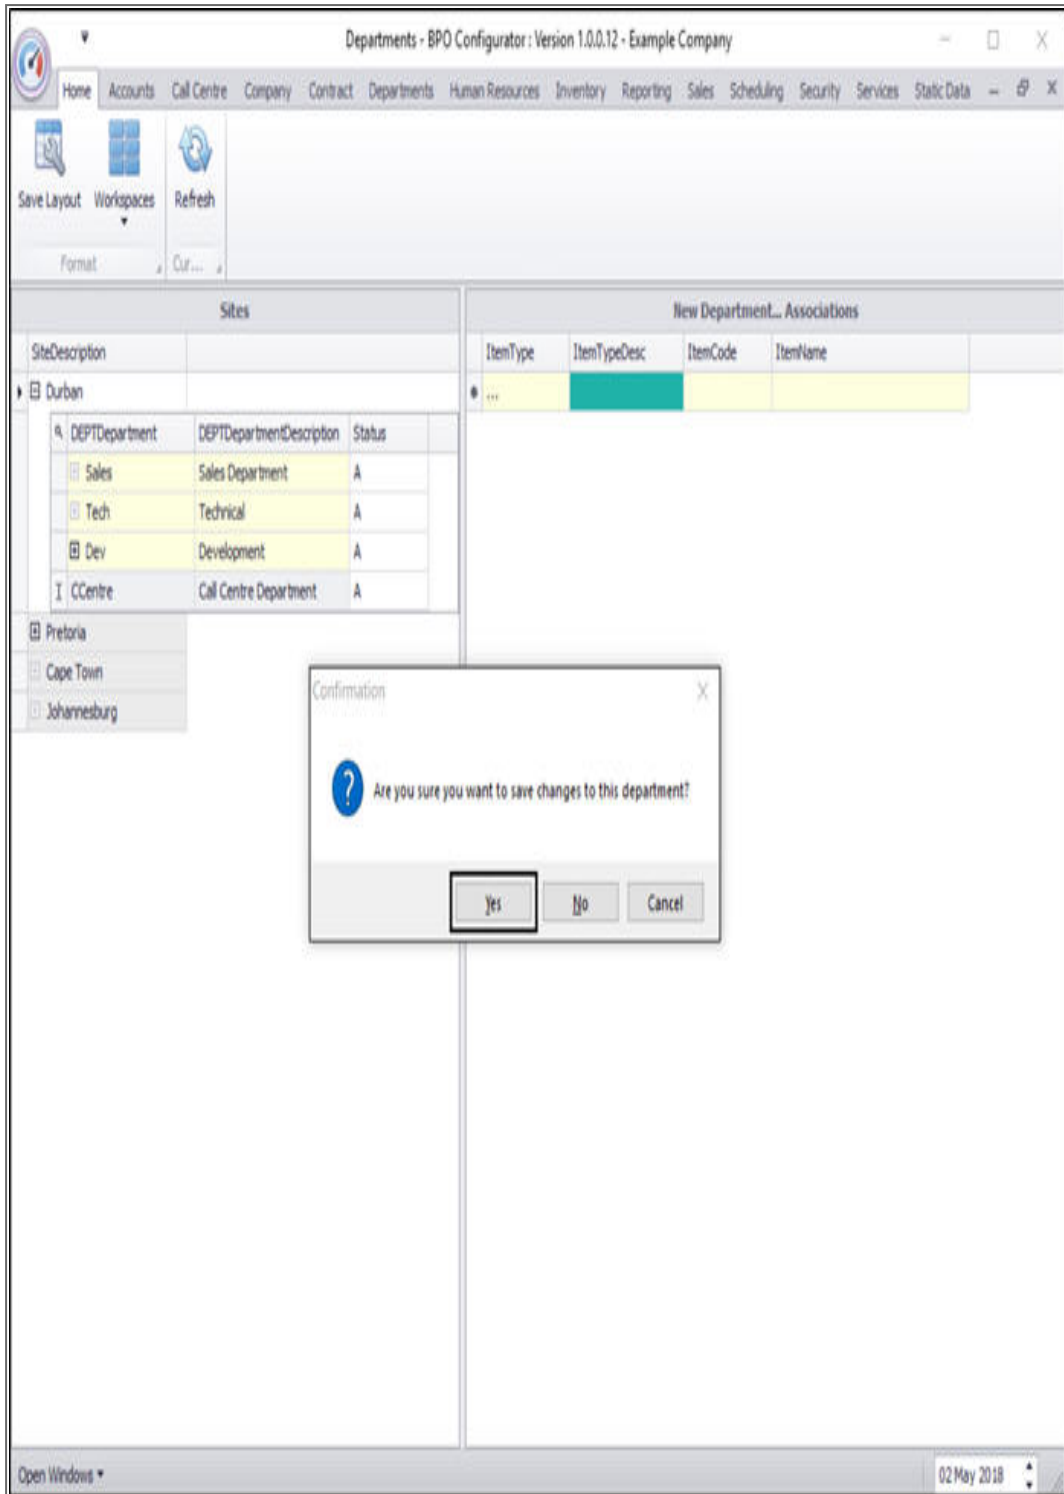 Departments - BPO Configurator : Version 1.0.0.12 - Example Company
Home Accounts Call Centre Company Contract Departments Human Resources Inventory Reporting Sales Scheduling Security Services Static Data
Save Layout Workspaces Refresh
Format Cur...
Sites New Department... Associations
SiteDescription ItemType ItemTypeDesc ItemCode ItemName
Durban ...
DEPTDepartment DEPTDepartmentDescription Status
Sales Sales Department A
Tech Technical A
Dev Development A
CCentre Call Centre Department A
Pretoria
Cape Town
Johannesburg
Confirmation
? Are you sure you want to save changes to this department?
Yes No Cancel
Open Windows 02 May 2018